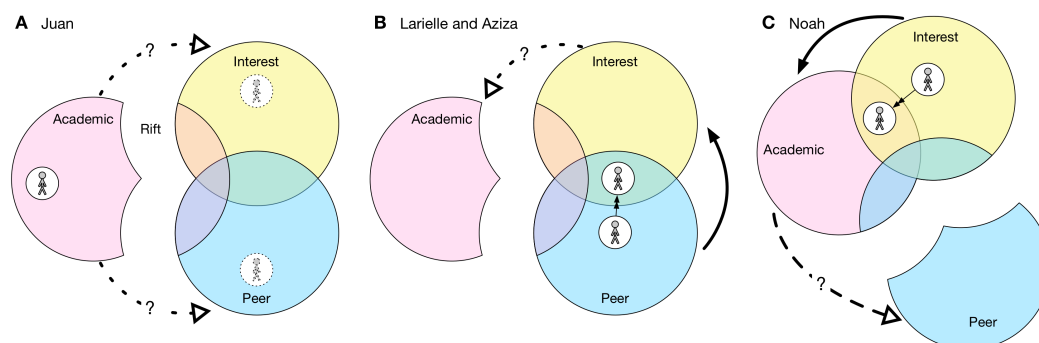 A Juan
?
Interest
Academic
Rift
?
Peer
B Larielle and Aziza
?
Interest
Academic
Peer
C Noah
Interest
Academic
?
Peer